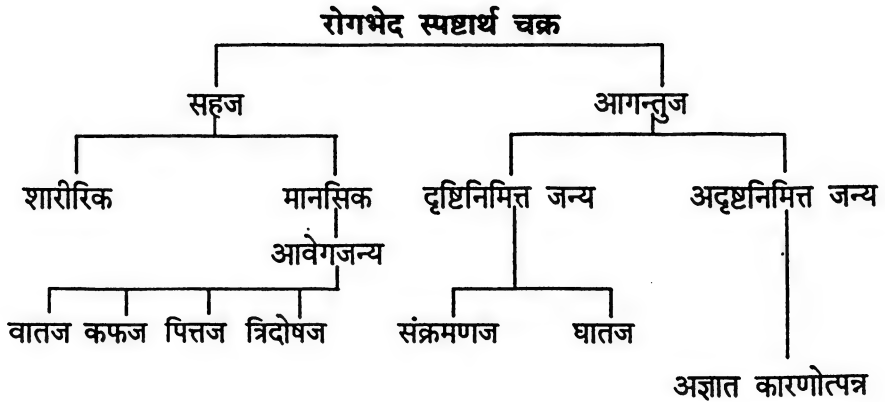 रोगभेद स्पष्टार्थ चक्र
सहज आगन्तुज
शारीरिक मानसिक दृष्टिनिमित्त जन्य अदृष्टनिमित्त जन्य
आवेगजन्य
वातज कफज पित्तज त्रिदोषज संक्रमणज घातज
अज्ञात कारणोत्पन्न